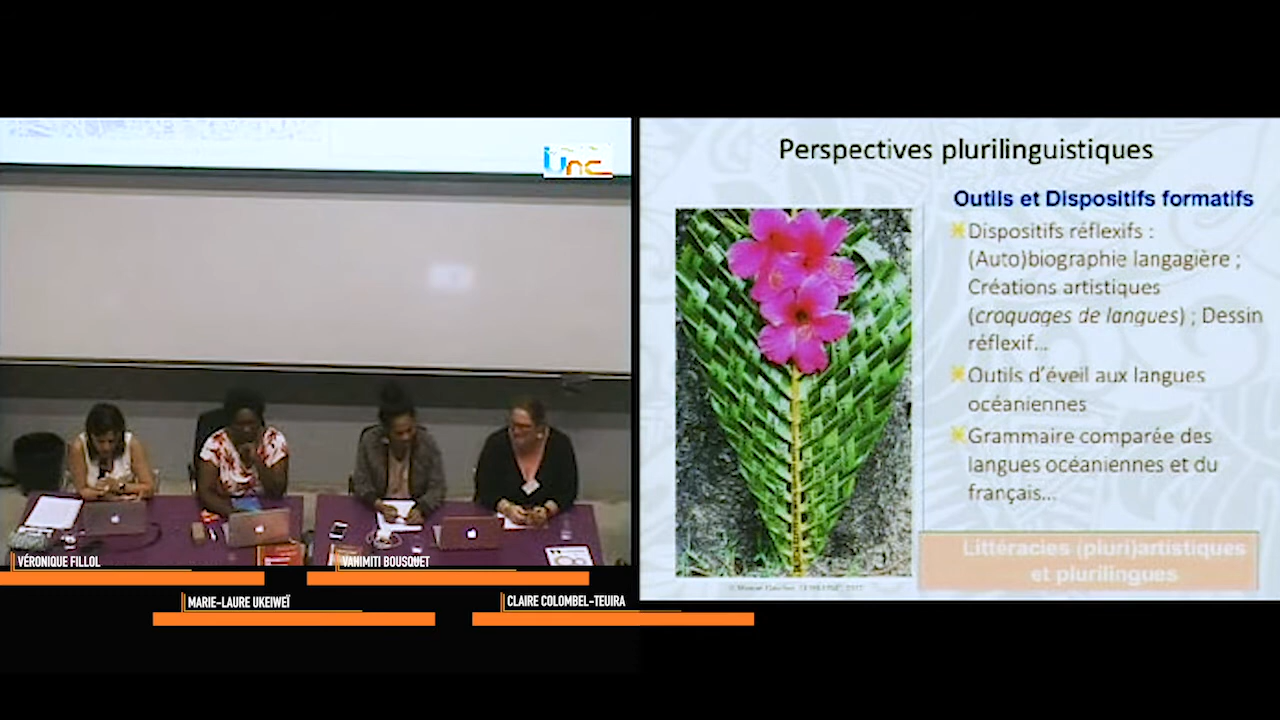 unc
VÉRONIQUE FILLOL
VANIMITI BOUSQUET
MARIE-LAURE UKEIWEÏ
CLAIRE COLOMBEL-TEUIRA
Perspectives plurilinguistiques
Outils et Dispositifs formatifs
Dispositifs réflexifs :
(Auto)biographie langagière ;
Créations artistiques
(croquages de langues) ; Dessin
réflexif...
Outils d'éveil aux langues
océaniennes
Grammaire comparée des
langues océaniennes et du
français...
Littéracies (pluri)artistiques
et plurilingues